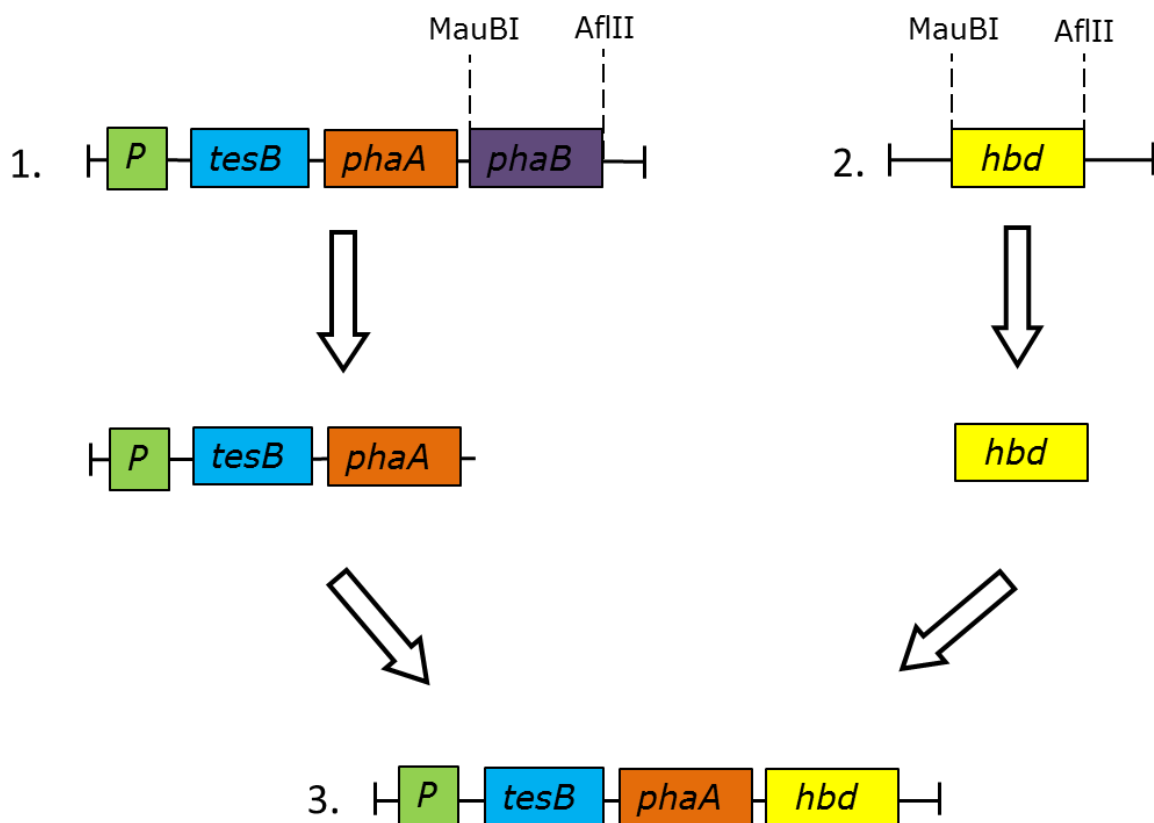 MauBI AflII MauBI AflII
1. P tesB phaA phaB 2. hbd
P tesB phaA hbd
3. P tesB phaA hbd